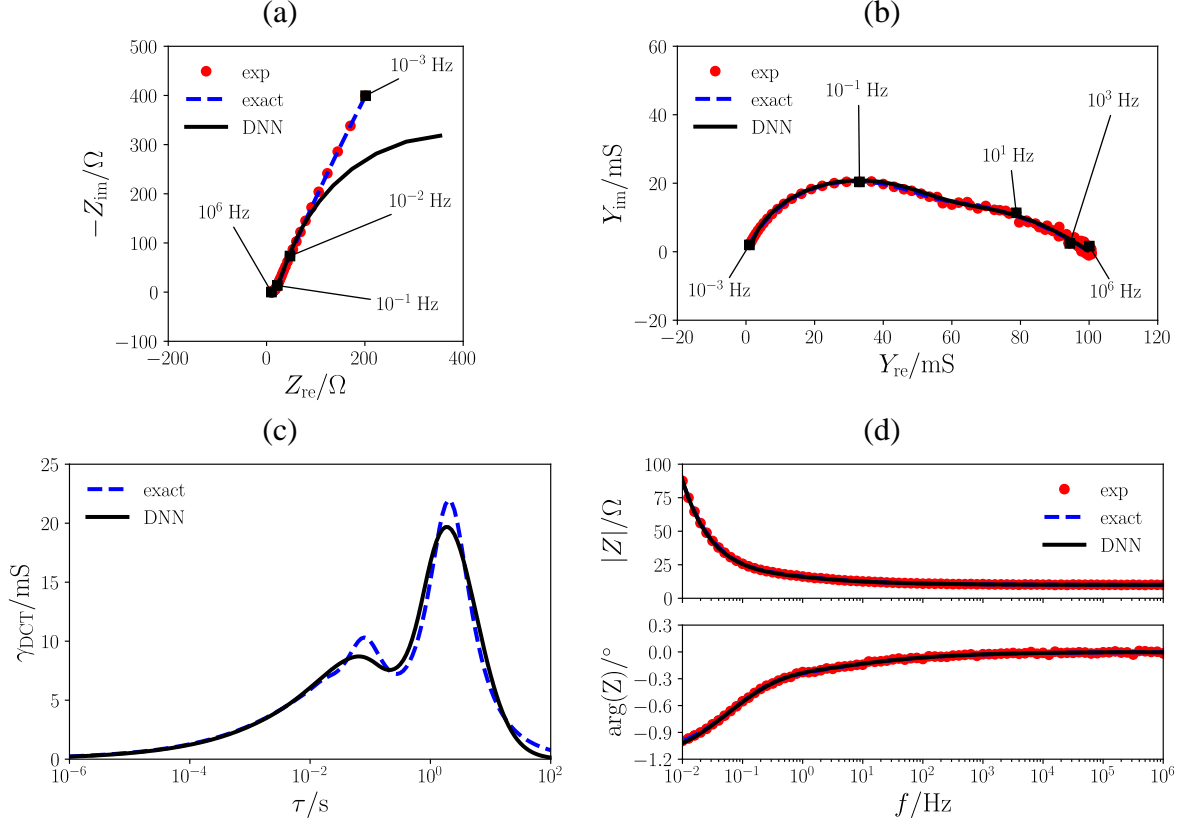 (a)
500
400
300
200
100
0
−100
−200
0
200
400
−Z_im/Ω
Z_re/Ω
exp
exact
DNN
10^−3 Hz
10^6 Hz
10^−2 Hz
10^−1 Hz
(b)
60
40
20
0
−20
−20
0
20
40
60
80
100
120
Y_im/mS
Y_re/mS
exp
exact
DNN
10^−1 Hz
10^3 Hz
10^1 Hz
10^−3 Hz
10^6 Hz
(c)
25
20
15
10
5
0
10^−6
10^−4
10^−2
10^0
10^2
γ_DCT/mS
τ/s
exact
DNN
(d)
100
75
50
25
0
|Z|/Ω
exp
exact
DNN
0.3
0.0
−0.3
−0.6
−0.9
−1.2
arg(Z)/°
10^−2
10^−1
10^0
10^1
10^2
10^3
10^4
10^5
10^6
f/Hz